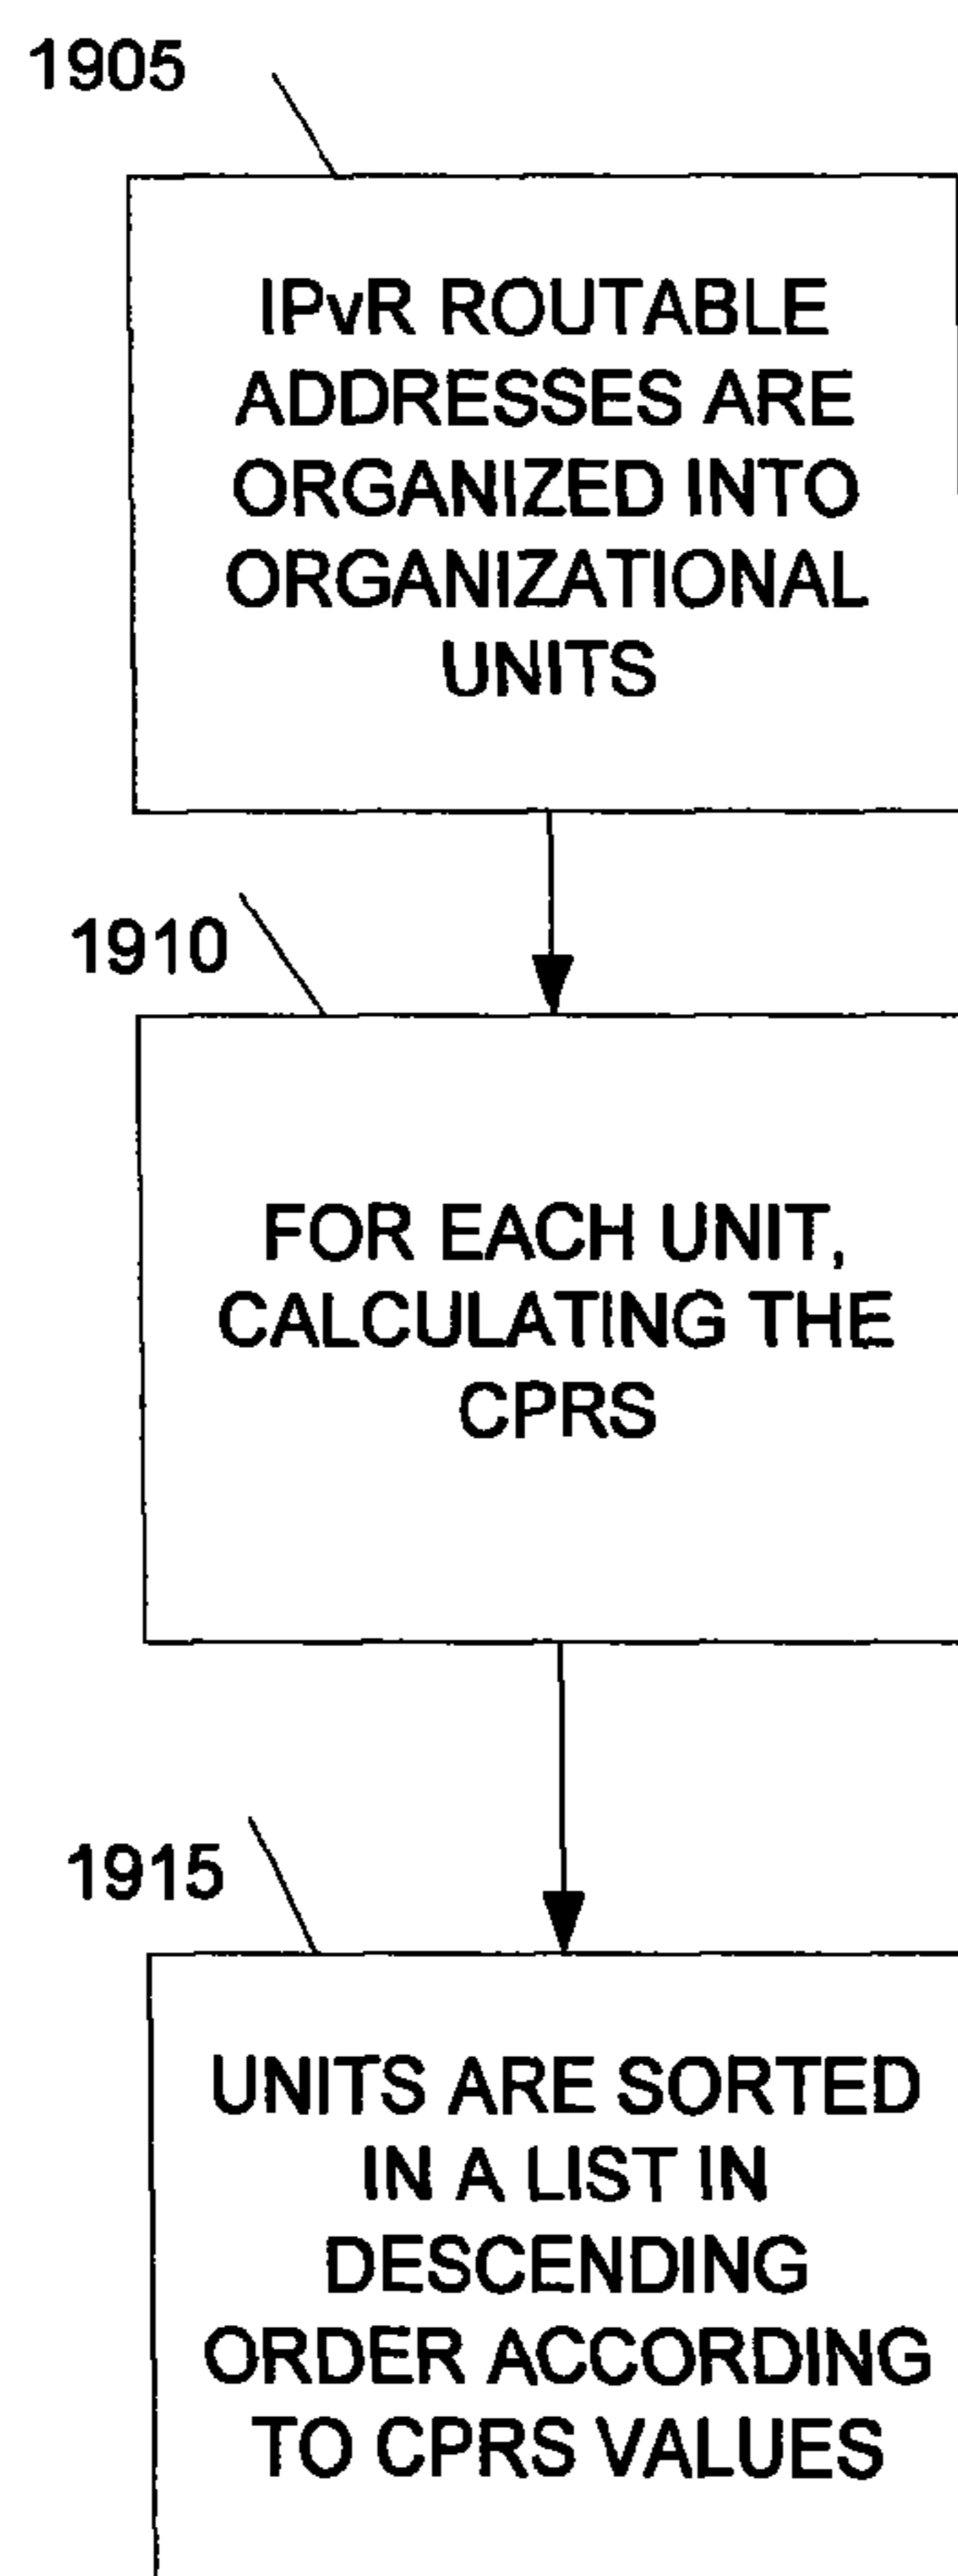 1905
IPvR ROUTABLE
ADDRESSES ARE
ORGANIZED INTO
ORGANIZATIONAL
UNITS
1910
FOR EACH UNIT,
CALCULATING THE
CPRS
1915
UNITS ARE SORTED
IN A LIST IN
DESCENDING
ORDER ACCORDING
TO CPRS VALUES